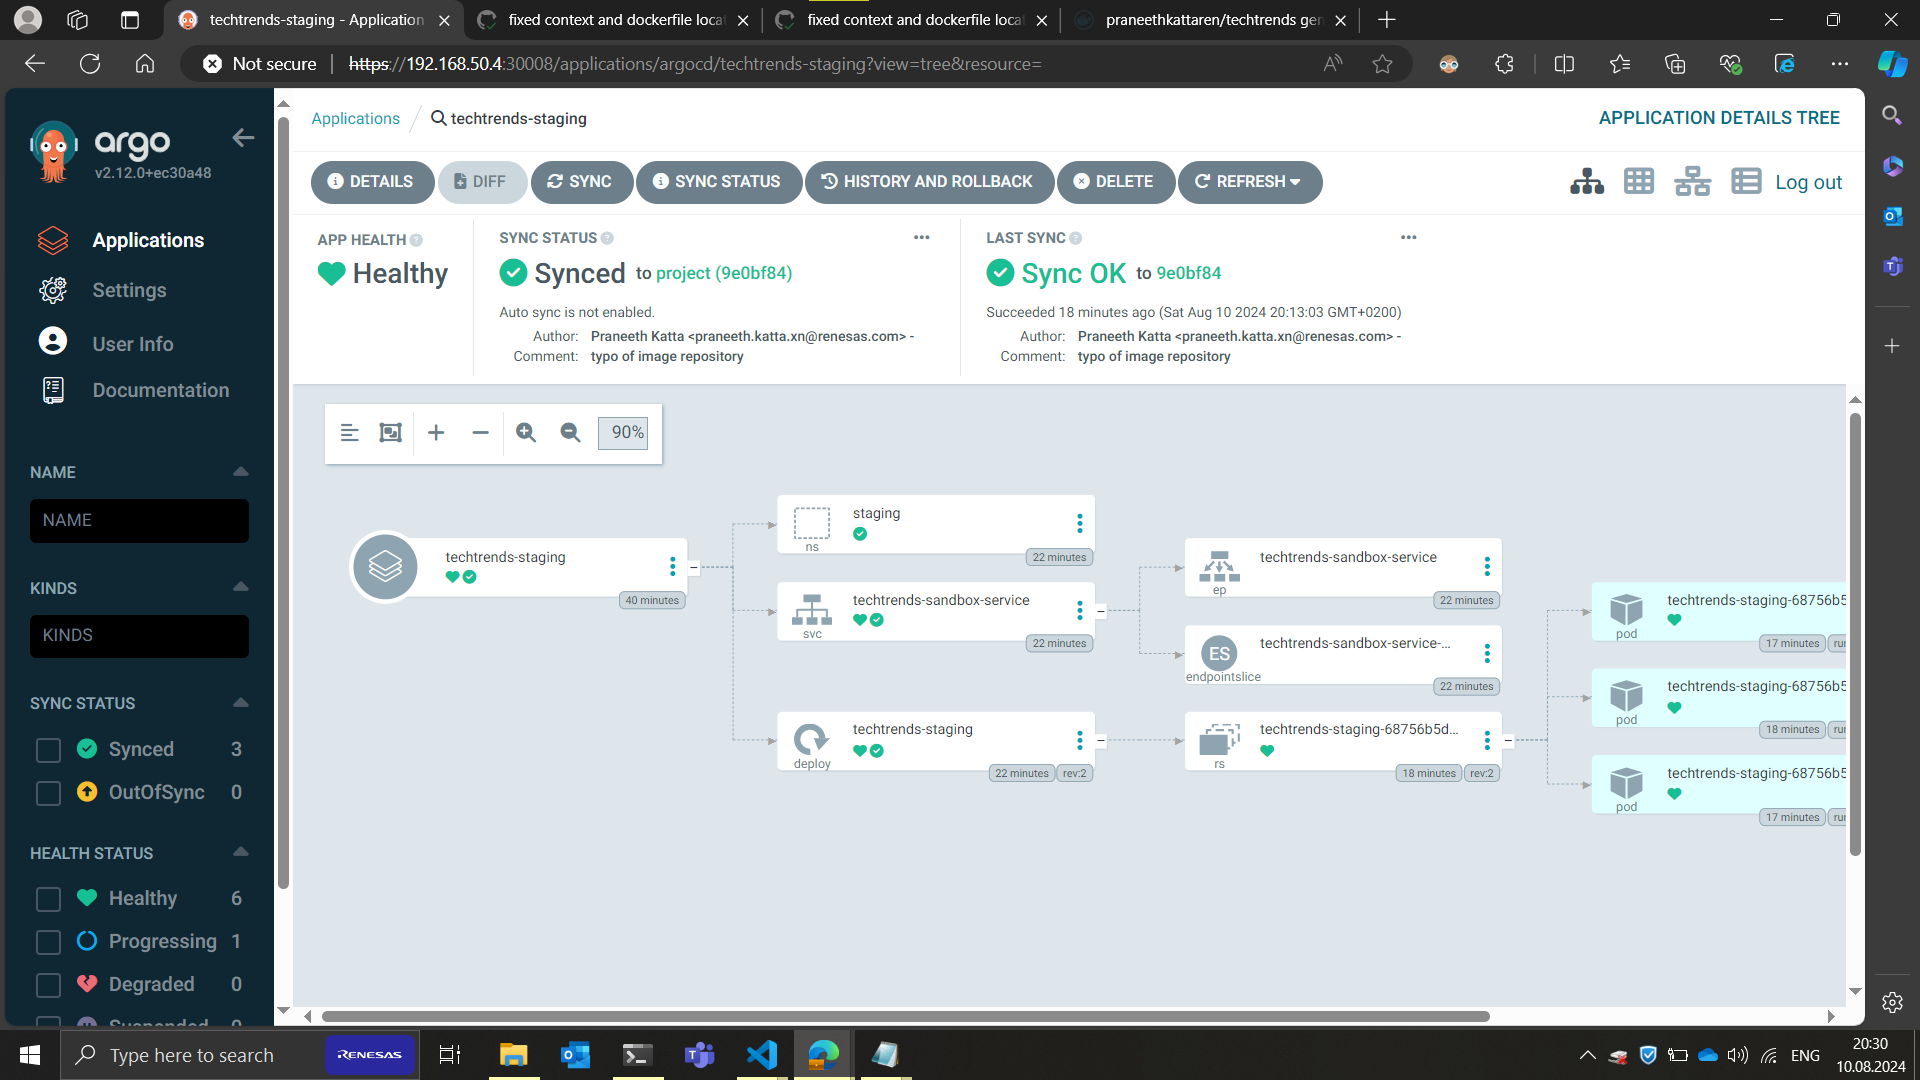 techtrends-staging - Application
fixed context and dockerfile locat
fixed context and dockerfile locat
praneethkattaren/techtrends gen
Not secure
https://192.168.50.4:30008/applications/argocd/techtrends-staging?view=tree&resource=
argo
v2.12.0+ec30a48
Applications
Settings
User Info
Documentation
NAME
NAME
KINDS
KINDS
SYNC STATUS
Synced 3
OutOfSync 0
HEALTH STATUS
Healthy 6
Progressing 1
Degraded 0
Suspended 0
Applications / techtrends-staging
APPLICATION DETAILS TREE
DETAILS DIFF SYNC SYNC STATUS HISTORY AND ROLLBACK DELETE REFRESH
Log out
APP HEALTH
Healthy
SYNC STATUS
Synced to project (9e0bf84)
Auto sync is not enabled.
Author: Praneeth Katta <praneeth.katta.xn@renesas.com> -
Comment: typo of image repository
LAST SYNC
Sync OK to 9e0bf84
Succeeded 18 minutes ago (Sat Aug 10 2024 20:13:03 GMT+0200)
Author: Praneeth Katta <praneeth.katta.xn@renesas.com> -
Comment: typo of image repository
90%
techtrends-staging
40 minutes
staging
ns
22 minutes
techtrends-sandbox-service
svc
22 minutes
techtrends-staging
deploy
22 minutes rev:2
techtrends-sandbox-service
ep
22 minutes
ES
techtrends-sandbox-service-...
endpointslice
22 minutes
techtrends-staging-68756b5d...
rs
18 minutes rev:2
techtrends-staging-68756b5
pod
17 minutes run
techtrends-staging-68756b5
pod
18 minutes run
techtrends-staging-68756b5
pod
17 minutes run
Type here to search
RENESAS
ENG
20:30
10.08.2024